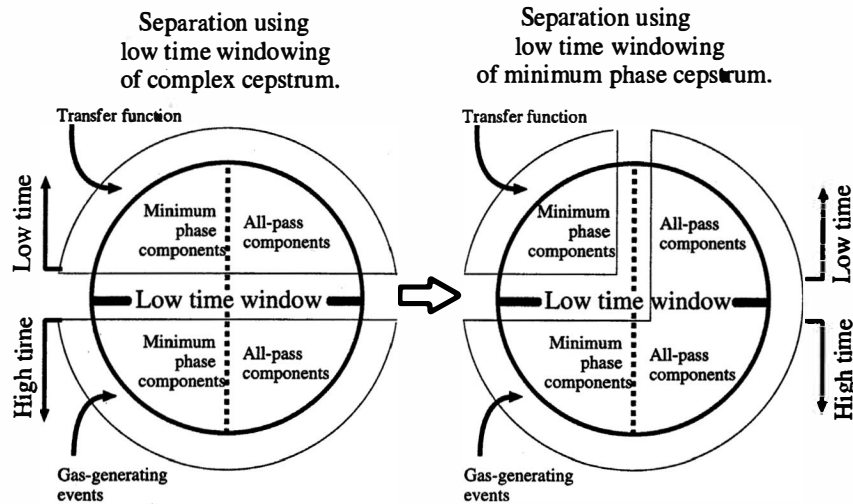 Separation using
low time windowing
of complex cepstrum.
Transfer function
Low time
Minimum
phase
components
All-pass
components
Low time window
High time
Minimum
phase
components
All-pass
components
Gas-generating
events
Separation using
low time windowing
of minimum phase cepstrum.
Transfer function
Minimum
phase
components
All-pass
components
Low time
Low time window
Minimum
phase
components
All-pass
components
High time
Gas-generating
events